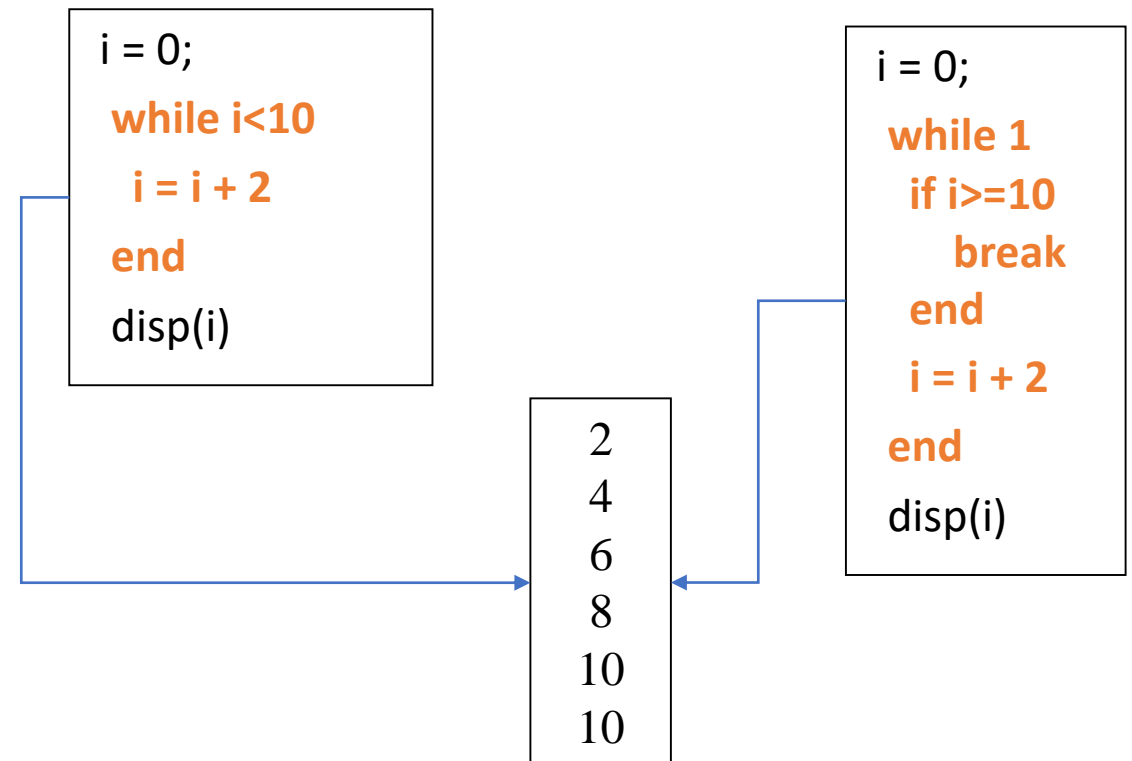 i = 0;
while i<10
i = i + 2
end
disp(i)
i = 0;
while 1
if i>=10
break
end
i = i + 2
end
disp(i)
2
4
6
8
10
10